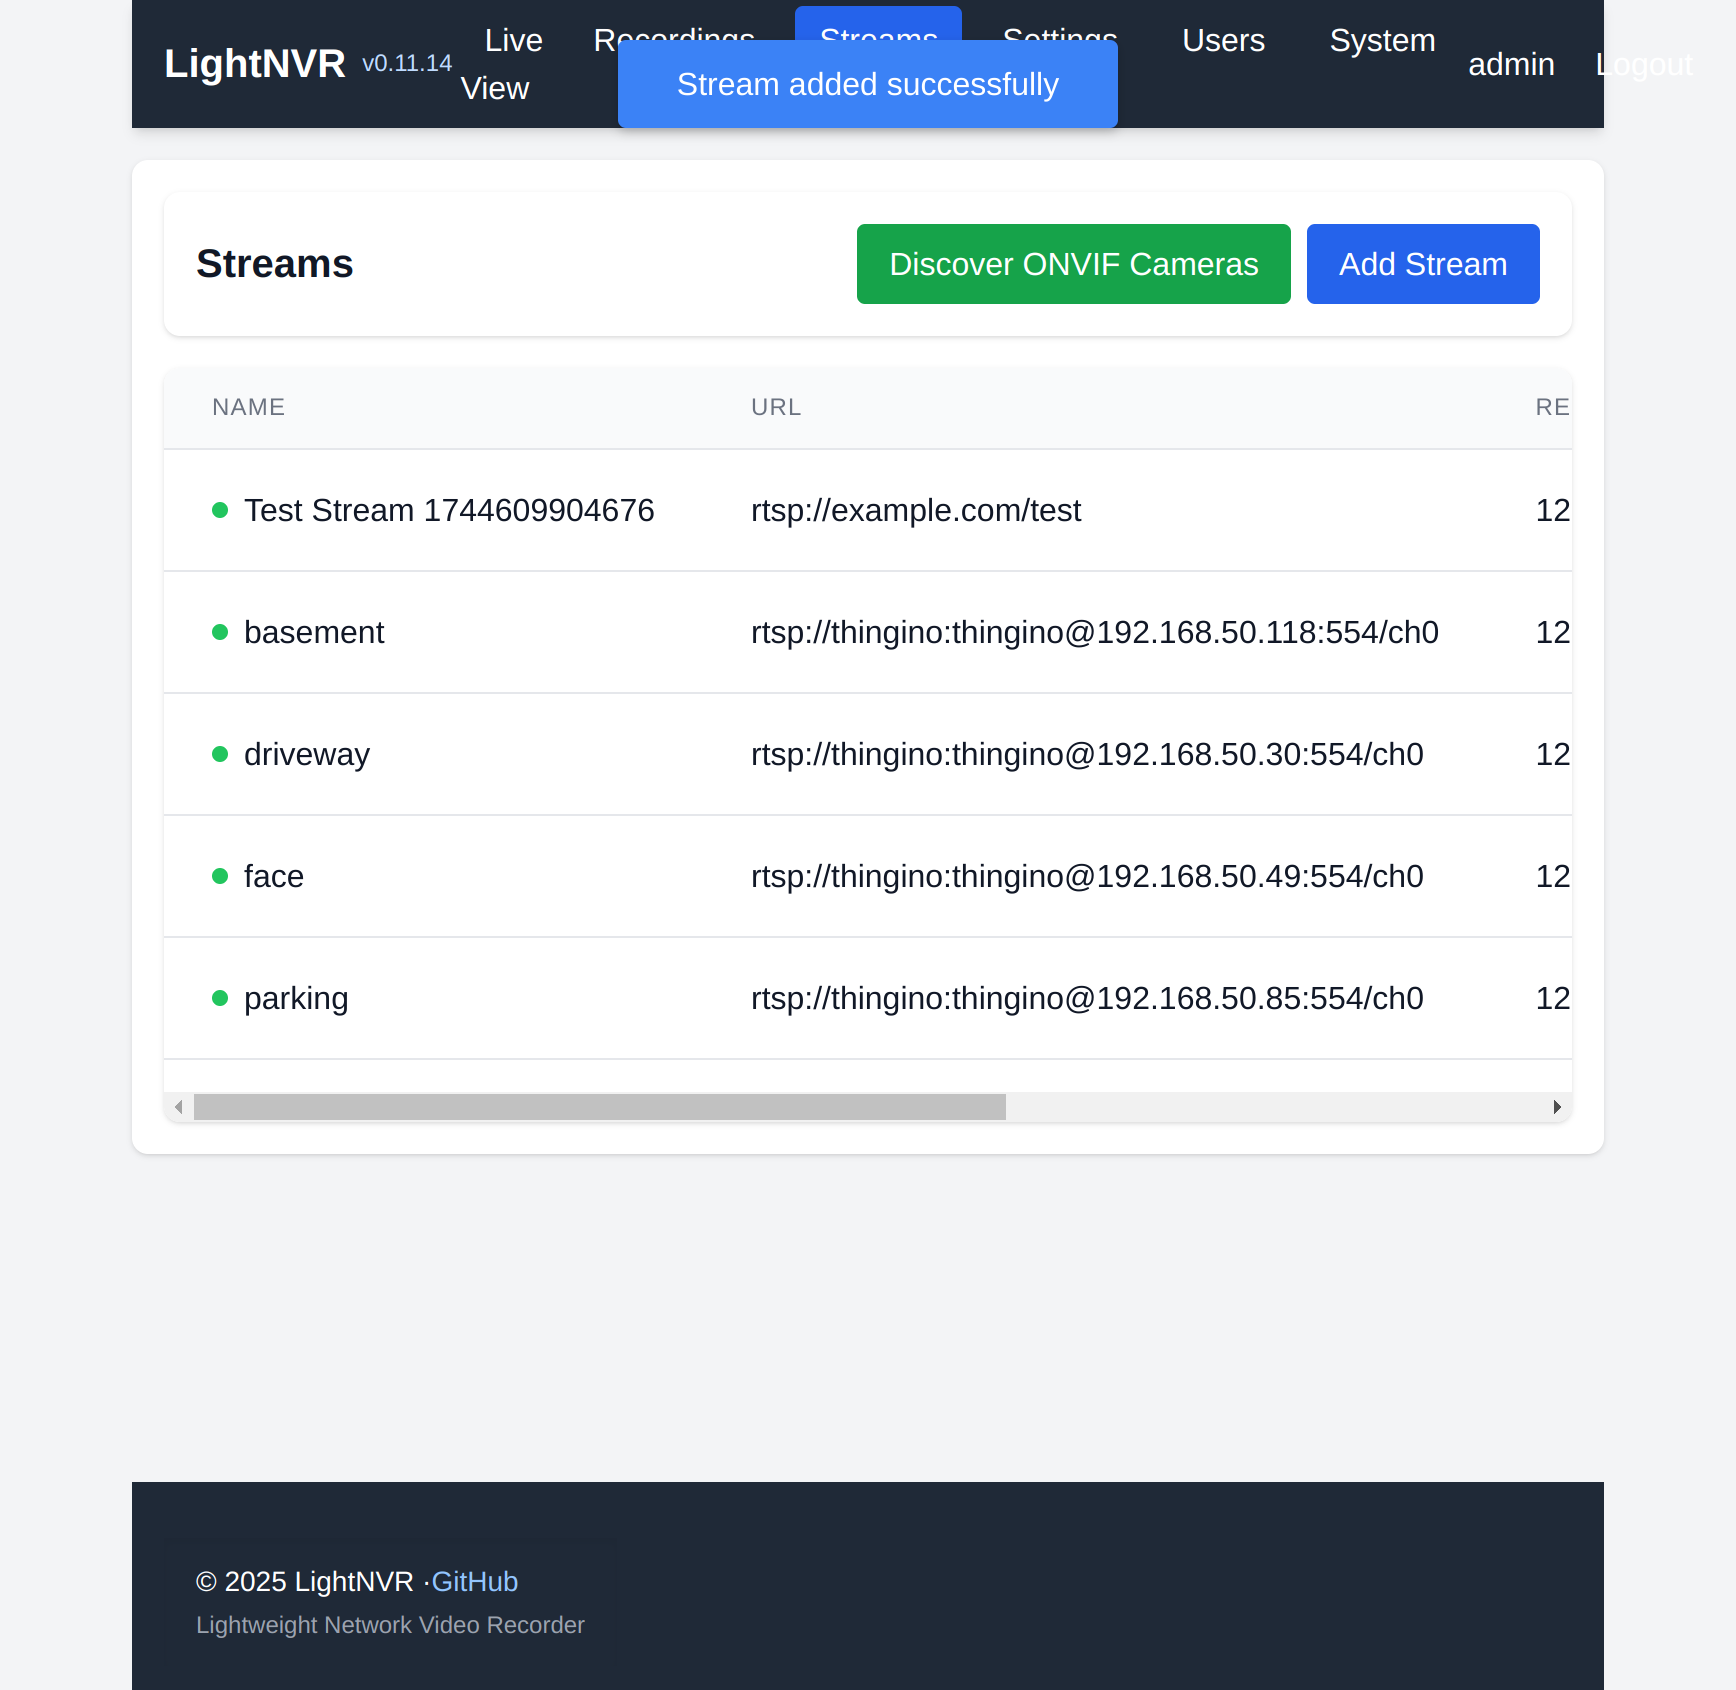 LightNVR v0.11.14
Live View
Recordings
Streams
Settings
Users
System
admin
Logout
Stream added successfully
Streams
Discover ONVIF Cameras
Add Stream
NAME URL RE
Test Stream 1744609904676 rtsp://example.com/test 12
basement rtsp://thingino:thingino@192.168.50.118:554/ch0 12
driveway rtsp://thingino:thingino@192.168.50.30:554/ch0 12
face rtsp://thingino:thingino@192.168.50.49:554/ch0 12
parking rtsp://thingino:thingino@192.168.50.85:554/ch0 12
© 2025 LightNVR ·GitHub
Lightweight Network Video Recorder